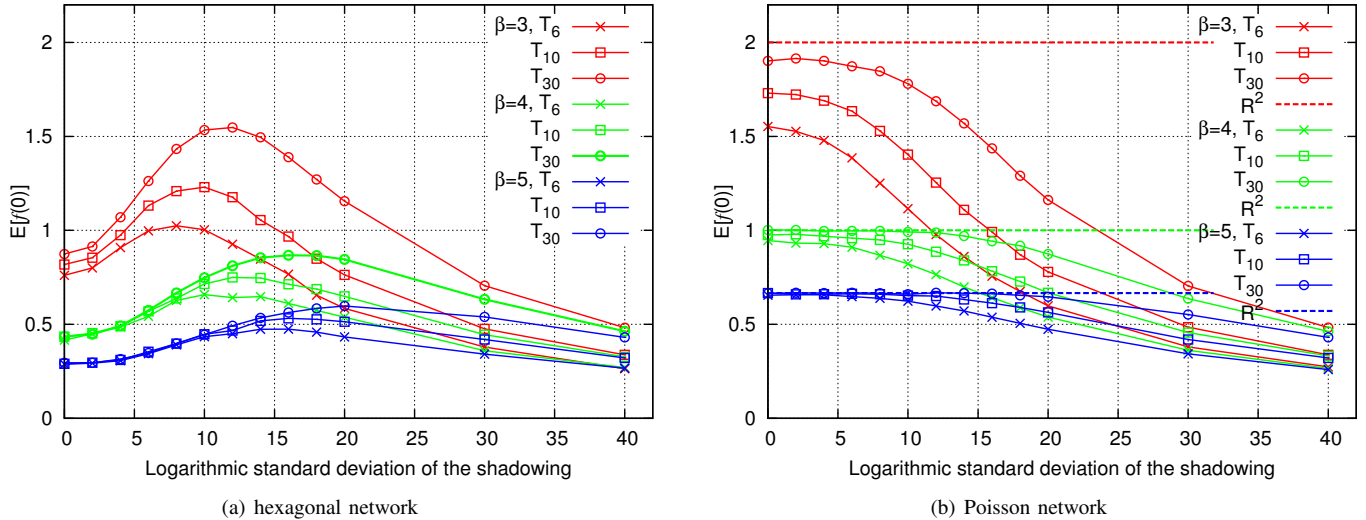 E[f(0)]
2
1.5
1
0.5
0
0 5 10 15 20 25 30 35 40
Logarithmic standard deviation of the shadowing
β=3, T6
T10
T30
β=4, T6
T10
T30
β=5, T6
T10
T30
(a) hexagonal network
E[f(0)]
2
1.5
1
0.5
0
0 5 10 15 20 25 30 35 40
Logarithmic standard deviation of the shadowing
β=3, T6
T10
T30
R2
β=4, T6
T10
T30
R2
β=5, T6
T10
T30
R2
(b) Poisson network